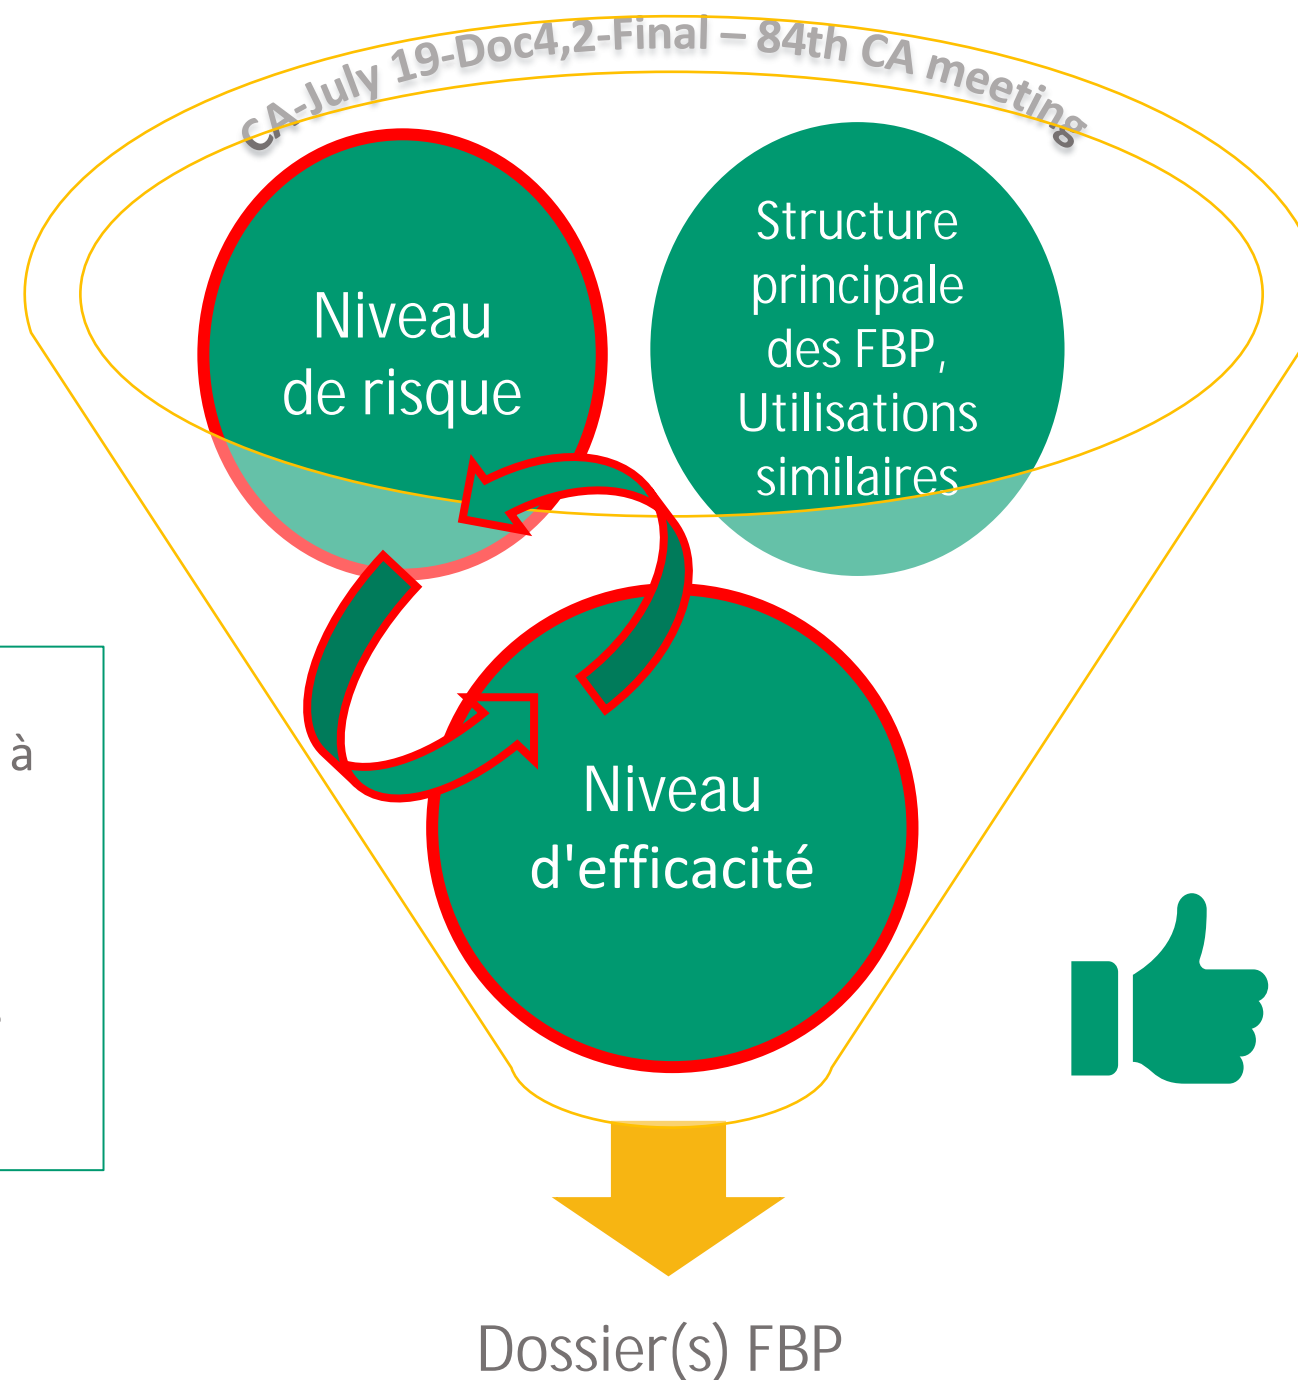 CA-July 19-Doc4,2-Final – 84th CA meeting
Niveau
de risque
Structure
principale
des FBP,
Utilisations
similaires
à
Niveau
d'efficacité
Dossier(s) FBP